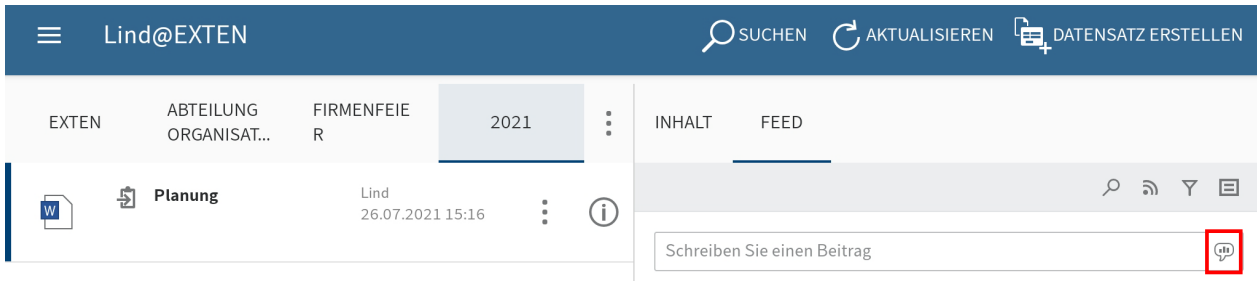 Lind@EXTEN
SUCHEN
AKTUALISIEREN
DATENSATZ ERSTELLEN
EXTEN
ABTEILUNG
ORGANISAT...
FIRMENFEIE
R
2021
INHALT
FEED
W
Planung
Lind
26.07.2021 15:16
Schreiben Sie einen Beitrag